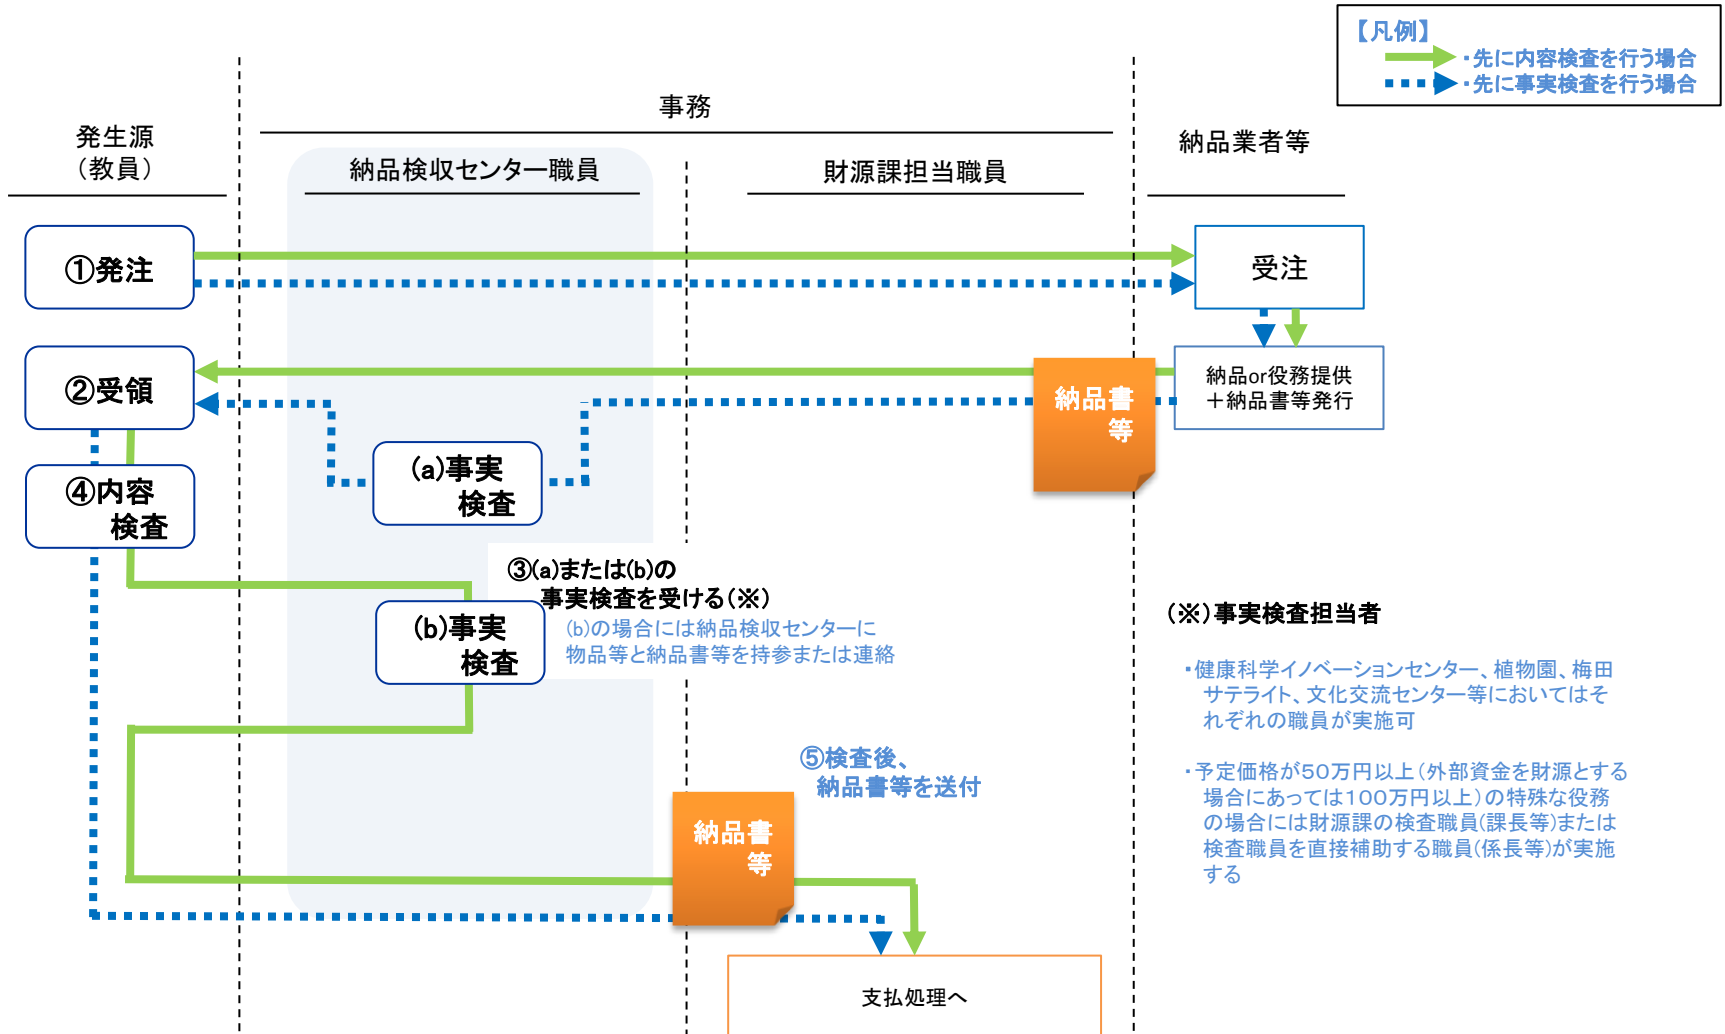 【凡例】
・先に内容検査を行う場合
・先に事実検査を行う場合
事務
発生源
（教員）
納品検収センター職員
財源課担当職員
納品業者等
①発注
受注
②受領
納品書
等
納品or役務提供
＋納品書等発行
④内容
検査
(a)事実
検査
③(a)または(b)の
事実検査を受ける（※）
(b)の場合には納品検収センターに
物品等と納品書等を持参または連絡
(b)事実
検査
（※）事実検査担当者
・健康科学イノベーションセンター、植物園、梅田
サテライト、文化交流センター等においてはそ
れぞれの職員が実施可
・予定価格が５０万円以上（外部資金を財源とする
場合にあっては１００万円以上）の特殊な役務
の場合には財源課の検査職員(課長等)または
検査職員を直接補助する職員(係長等)が実施
する
⑤検査後、
納品書等を送付
納品書
等
支払処理へ